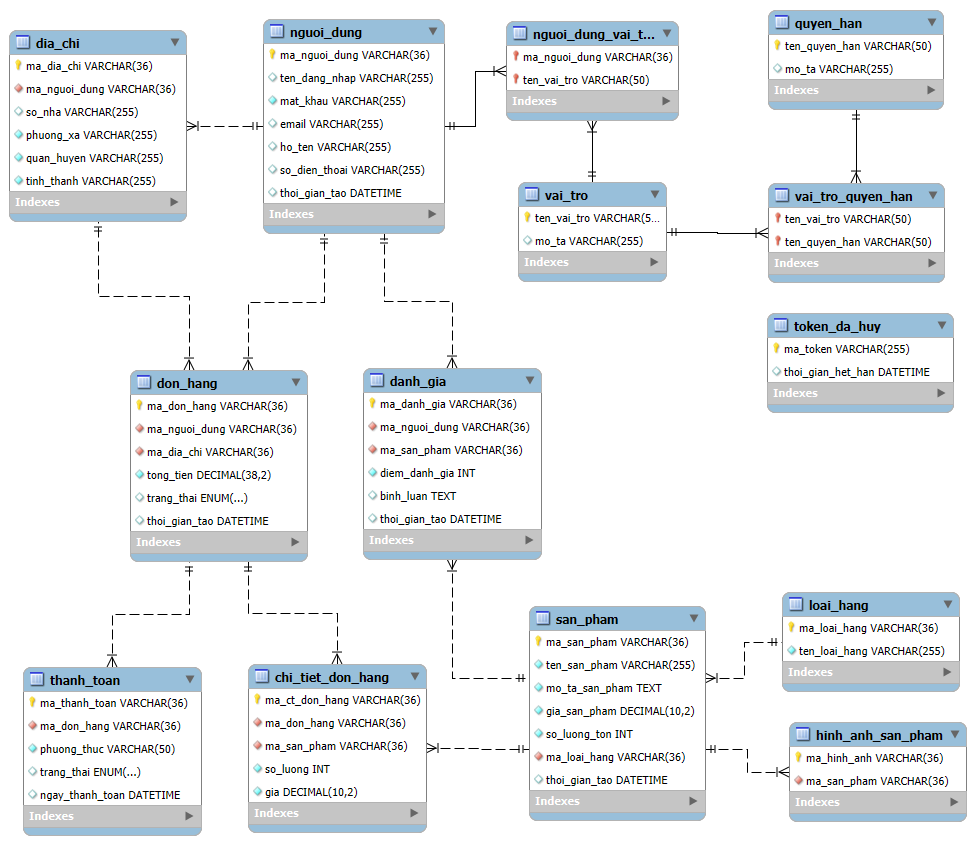 dia_chi
ma_dia_chi VARCHAR(36)
ma_nguoi_dung VARCHAR(36)
so_nha VARCHAR(255)
phuong_xa VARCHAR(255)
quan_huyen VARCHAR(255)
tinh_thanh VARCHAR(255)
Indexes
nguoi_dung
ma_nguoi_dung VARCHAR(36)
ten_dang_nhap VARCHAR(255)
mat_khau VARCHAR(255)
email VARCHAR(255)
ho_ten VARCHAR(255)
so_dien_thoai VARCHAR(255)
thoi_gian_tao DATETIME
Indexes
nguoi_dung_vai_t...
ma_nguoi_dung VARCHAR(36)
ten_vai_tro VARCHAR(50)
Indexes
quyen_han
ten_quyen_han VARCHAR(50)
mo_ta VARCHAR(255)
Indexes
vai_tro
ten_vai_tro VARCHAR(5...
mo_ta VARCHAR(255)
Indexes
vai_tro_quyen_han
ten_vai_tro VARCHAR(50)
ten_quyen_han VARCHAR(50)
Indexes
token_da_huy
ma_token VARCHAR(255)
thoi_gian_het_han DATETIME
Indexes
don_hang
ma_don_hang VARCHAR(36)
ma_nguoi_dung VARCHAR(36)
ma_dia_chi VARCHAR(36)
tong_tien DECIMAL(38,2)
trang_thai ENUM(...)
thoi_gian_tao DATETIME
Indexes
danh_gia
ma_danh_gia VARCHAR(36)
ma_nguoi_dung VARCHAR(36)
ma_san_pham VARCHAR(36)
diem_danh_gia INT
binh_luan TEXT
thoi_gian_tao DATETIME
Indexes
thanh_toan
ma_thanh_toan VARCHAR(36)
ma_don_hang VARCHAR(36)
phuong_thuc VARCHAR(50)
trang_thai ENUM(...)
ngay_thanh_toan DATETIME
Indexes
chi_tiet_don_hang
ma_ct_don_hang VARCHAR(36)
ma_don_hang VARCHAR(36)
ma_san_pham VARCHAR(36)
so_luong INT
gia DECIMAL(10,2)
Indexes
san_pham
ma_san_pham VARCHAR(36)
ten_san_pham VARCHAR(255)
mo_ta_san_pham TEXT
gia_san_pham DECIMAL(10,2)
so_luong_ton INT
ma_loai_hang VARCHAR(36)
thoi_gian_tao DATETIME
Indexes
loai_hang
ma_loai_hang VARCHAR(36)
ten_loai_hang VARCHAR(255)
Indexes
hinh_anh_san_pham
ma_hinh_anh VARCHAR(36)
ma_san_pham VARCHAR(36)
Indexes